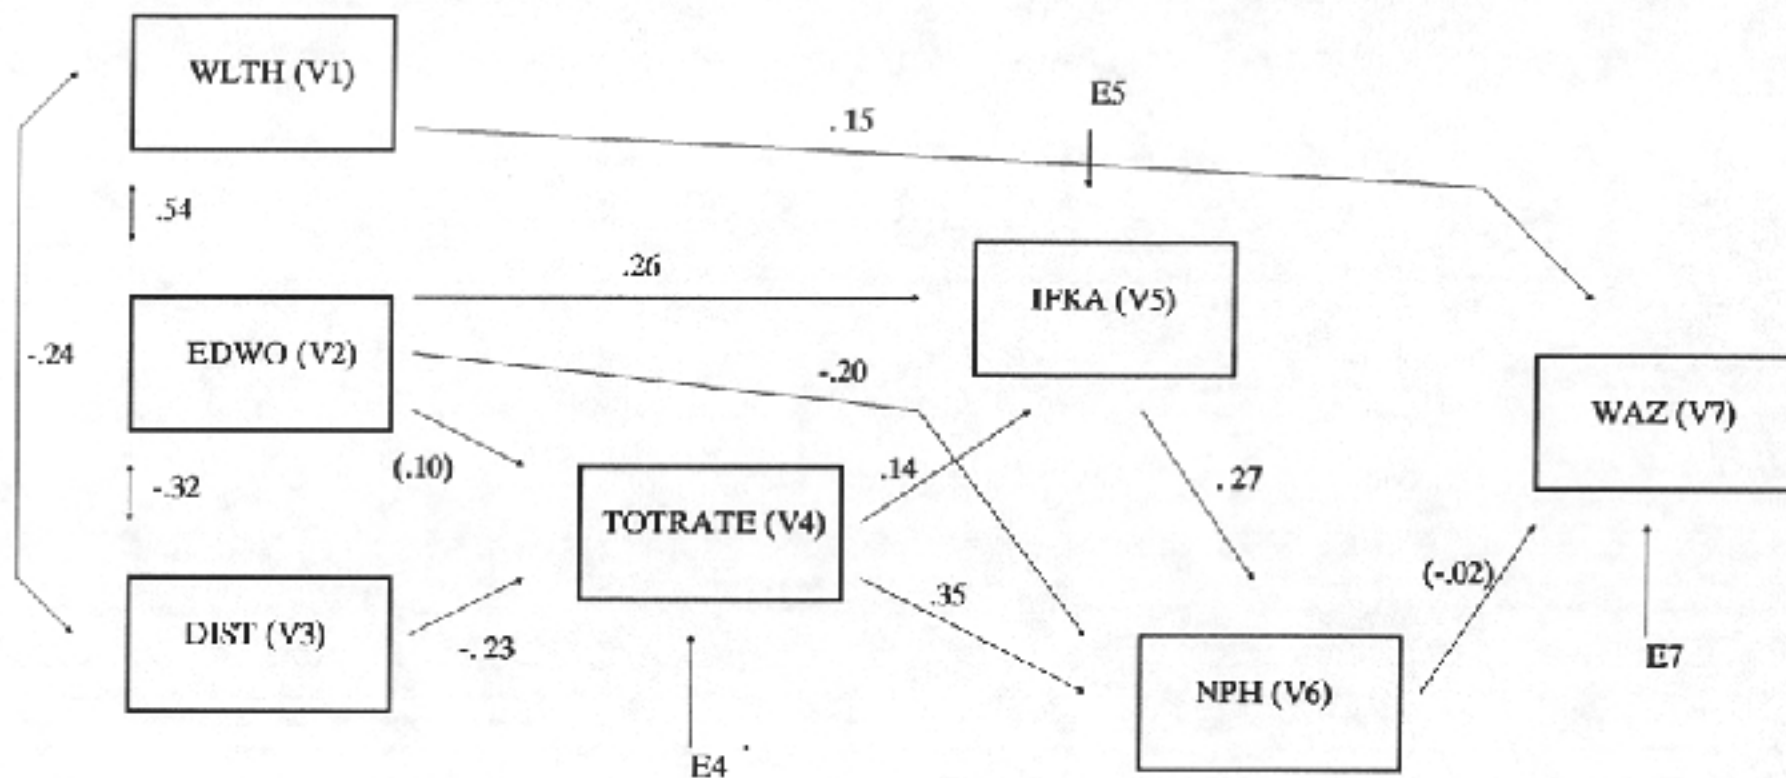 WLTH (V1)
E5
.15
.54
.26
IFKA (V5)
-.24
EDWO (V2)
-.20
WAZ (V7)
(.10)
.14
-.32
.27
TOTRATE (V4)
(-.02)
.35
DIST (V3)
-.23
E7
NPH (V6)
E4